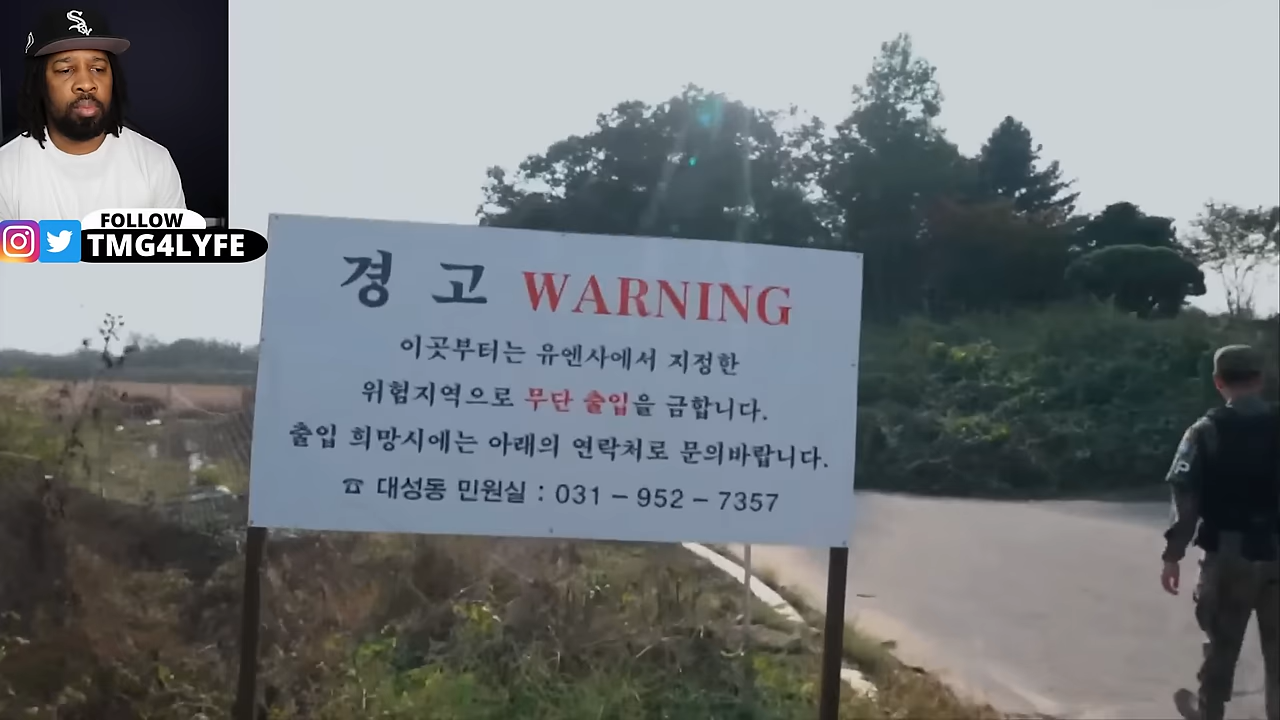 FOLLOW
TMG4LYFE
경 고 WARNING
이곳부터는 유엔사에서 지정한
위험지역으로 무단 출입을 금합니다.
출입 희망시에는 아래의 연락처로 문의바랍니다.
☎ 대성동 민원실 : 031 – 952 – 7357
P